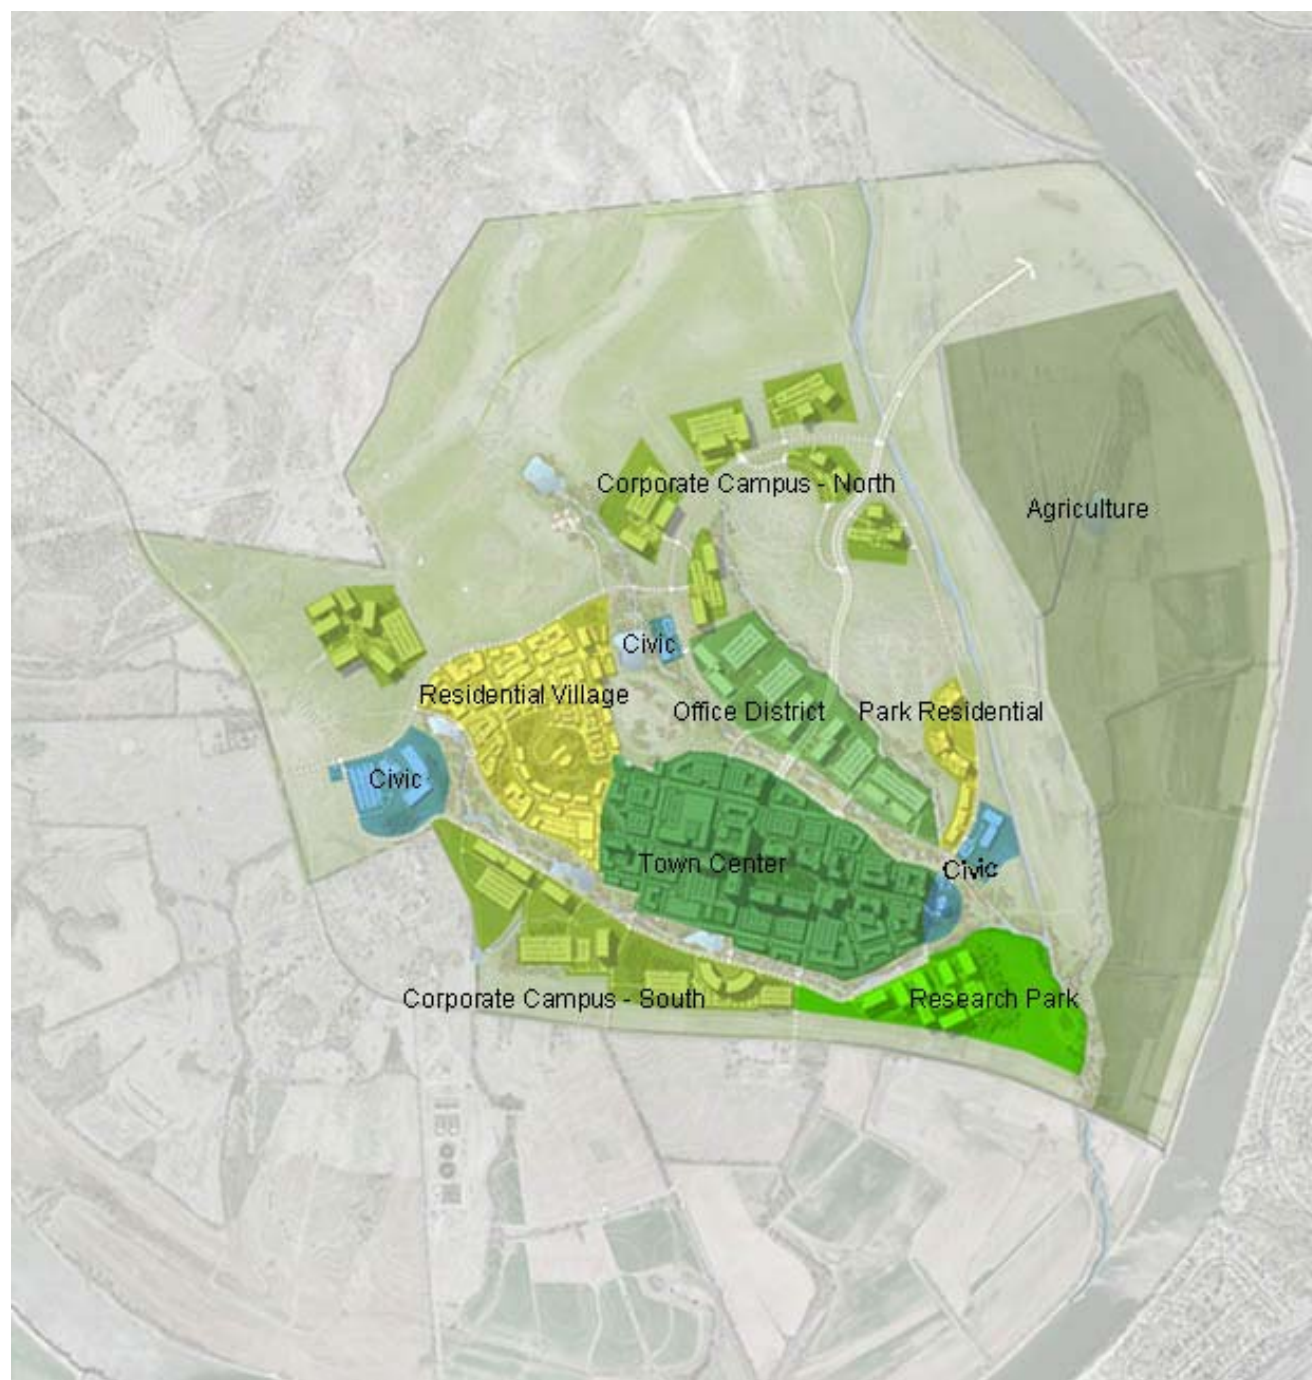 Corporate Campus - North
Agriculture
Civic
Residential Village
Office District
Park Residential
Civic
Town Center
Civic
Corporate Campus - South
Research Park